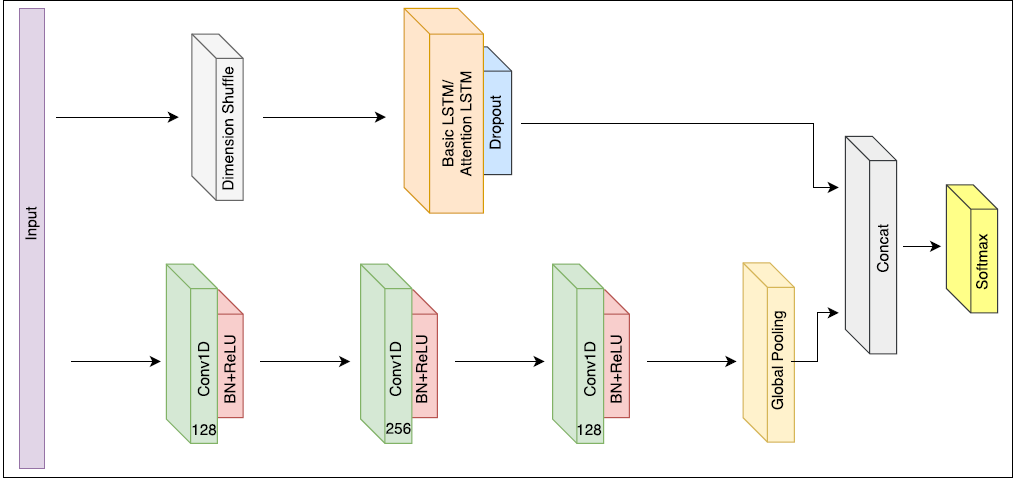 Input
Dimension Shuffle
Basic LSTM/
Attention LSTM
Dropout
Conv1D
128
BN+ReLU
Conv1D
256
BN+ReLU
Conv1D
128
BN+ReLU
Global Pooling
Concat
Softmax